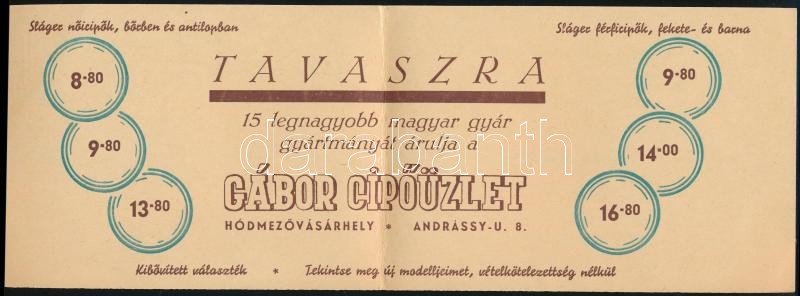 Sláger nőicipők, bőrben és antilopban
Sláger férficipők, fekete- és barna
8·80
9·80
13·80
TAVASZRA
15 legnagyobb magyar gyár
gyártmányát árulja a
GÁBOR CIPŐÜZLET
HÓDMEZŐVÁSÁRHELY * ANDRÁSSY-U. 8.
9·80
14·00
16·80
Kibővített választék * Tekintse meg új modelljeimet, vételkötelezettség nélkül
darabanth